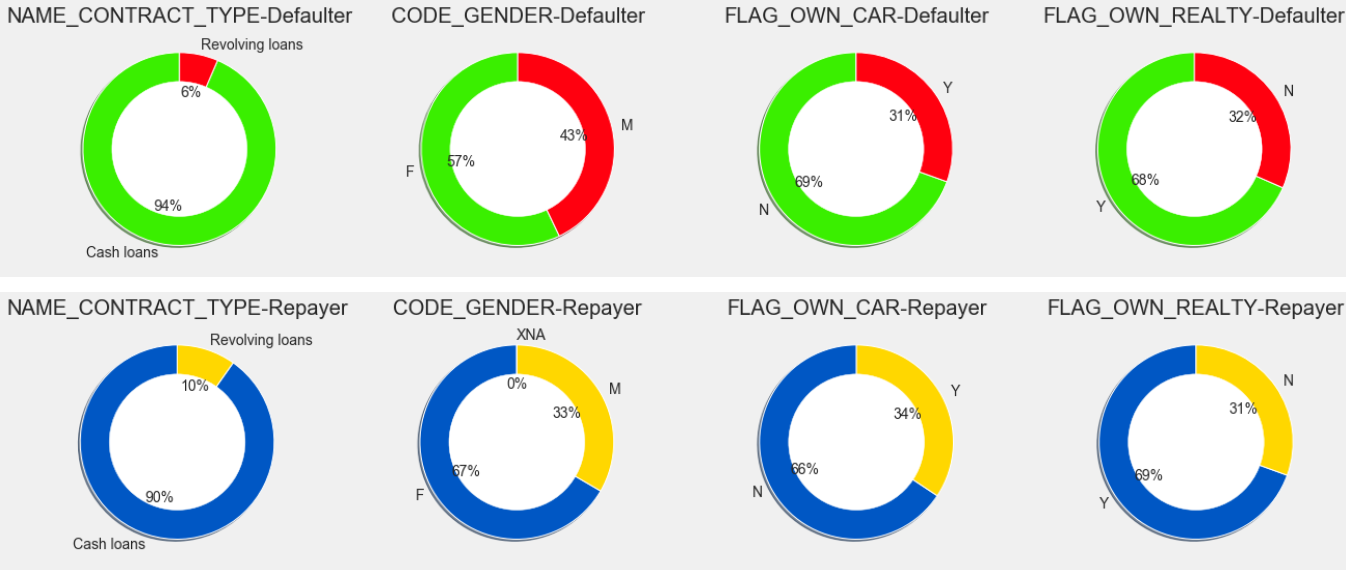 NAME_CONTRACT_TYPE-Defaulter
Revolving loans
6%
94%
Cash loans
CODE_GENDER-Defaulter
M
43%
57%
F
FLAG_OWN_CAR-Defaulter
Y
31%
69%
N
FLAG_OWN_REALTY-Defaulter
N
32%
68%
Y
NAME_CONTRACT_TYPE-Repayer
Revolving loans
10%
90%
Cash loans
CODE_GENDER-Repayer
XNA
0%
M
33%
67%
F
FLAG_OWN_CAR-Repayer
Y
34%
66%
N
FLAG_OWN_REALTY-Repayer
N
31%
69%
Y